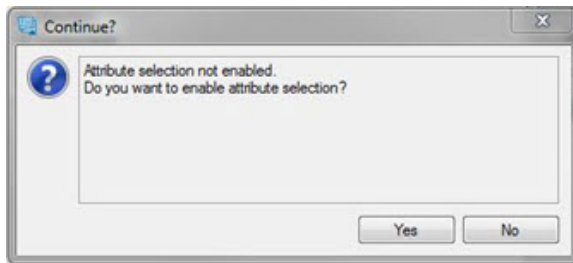 Continue?
Attribute selection not enabled.
Do you want to enable attribute selection?
Yes
No